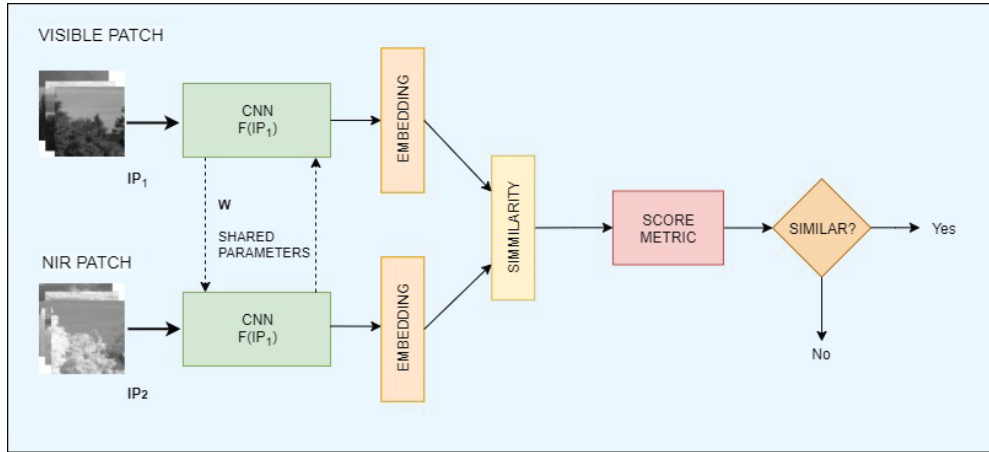 VISIBLE PATCH
IP1
CNN
F(IP1)
EMBEDDING
W
SHARED
PARAMETERS
NIR PATCH
IP2
CNN
F(IP1)
EMBEDDING
SIMMILARITY
SCORE
METRIC
SIMILAR?
Yes
No